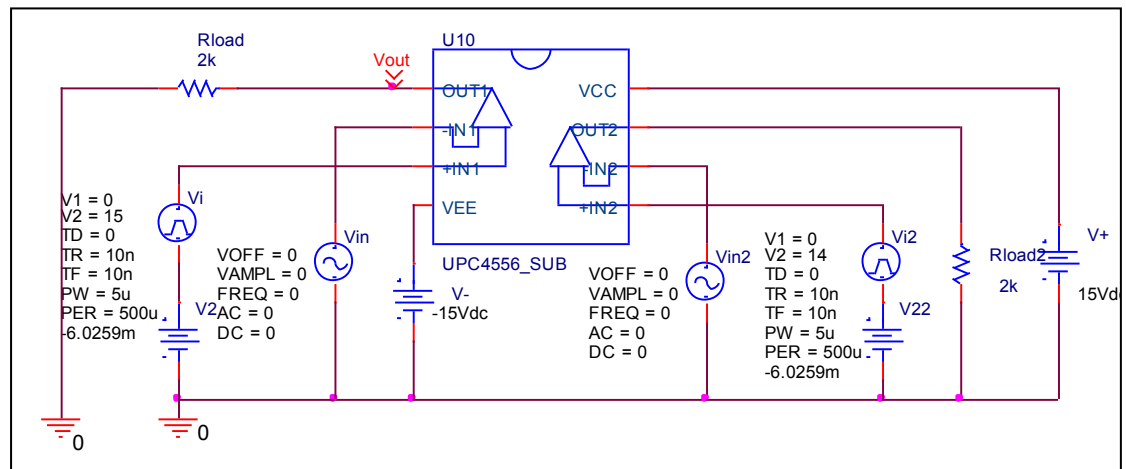 Rload
2k
Vout
U10
OUT1
-IN1
+IN1
VEE
VCC
OUT2
-IN2
+IN2
UPC4556_SUB
V1 = 0
V2 = 15
TD = 0
TR = 10n
TF = 10n
PW = 5u
PER = 500u
-6.0259m
Vi
V2
VOFF = 0
VAMPL = 0
FREQ = 0
AC = 0
DC = 0
Vin
V-
-15Vdc
VOFF = 0
VAMPL = 0
FREQ = 0
AC = 0
DC = 0
Vin2
V1 = 0
V2 = 14
TD = 0
TR = 10n
TF = 10n
PW = 5u
PER = 500u
-6.0259m
Vi2
V22
Rload2
2k
V+
15Vdc
0
0